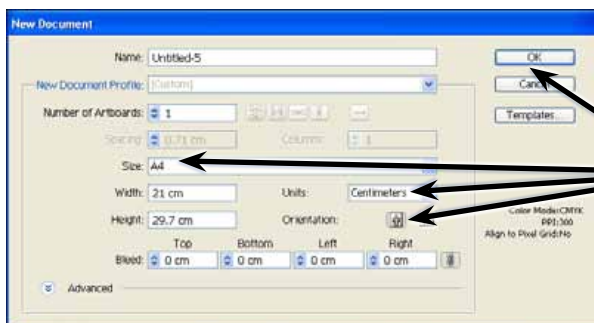 New Document
Name: Untitled-5
OK
New Document Profile: [Custom]
Cancel
Number of Artboards: 1
Templates...
Spacing: 0.71 cm Columns: 1
Size: A4
Width: 21 cm Units: Centimeters
Height: 29.7 cm Orientation:
Color Mode:CMYK
PPI:300
Align to Pixel Grid:No
Top Bottom Left Right
Bleed: 0 cm 0 cm 0 cm 0 cm
Advanced